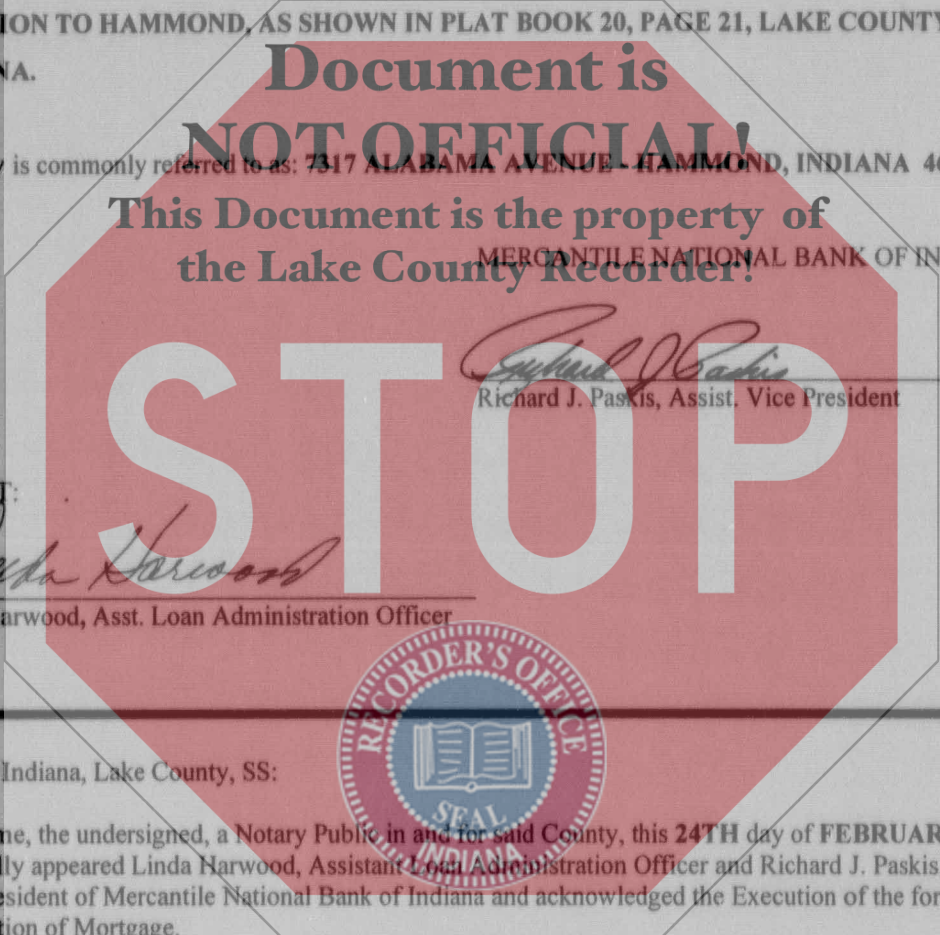 ION TO HAMMOND, AS SHOWN IN PLAT BOOK 20, PAGE 21, LAKE COUNTY
NA.
Document is
NOT OFFICIAL!
y is commonly referred to as: 7317 ALABAMA AVENUE - HAMMOND, INDIANA 46
This Document is the property of
the Lake County Recorder!
MERCANTILE NATIONAL BANK OF IN
Richard J. Paskis
Richard J. Paskis, Assist. Vice President
STOP
T:
da Harwood
arwood, Asst. Loan Administration Officer
RECORDER'S OFFICE
SEAL
INDIANA
Indiana, Lake County, SS:
me, the undersigned, a Notary Public in and for said County, this 24TH day of FEBRUAR
lly appeared Linda Harwood, Assistant Loan Administration Officer and Richard J. Paskis
esident of Mercantile National Bank of Indiana and acknowledged the Execution of the for
tion of Mortgage.